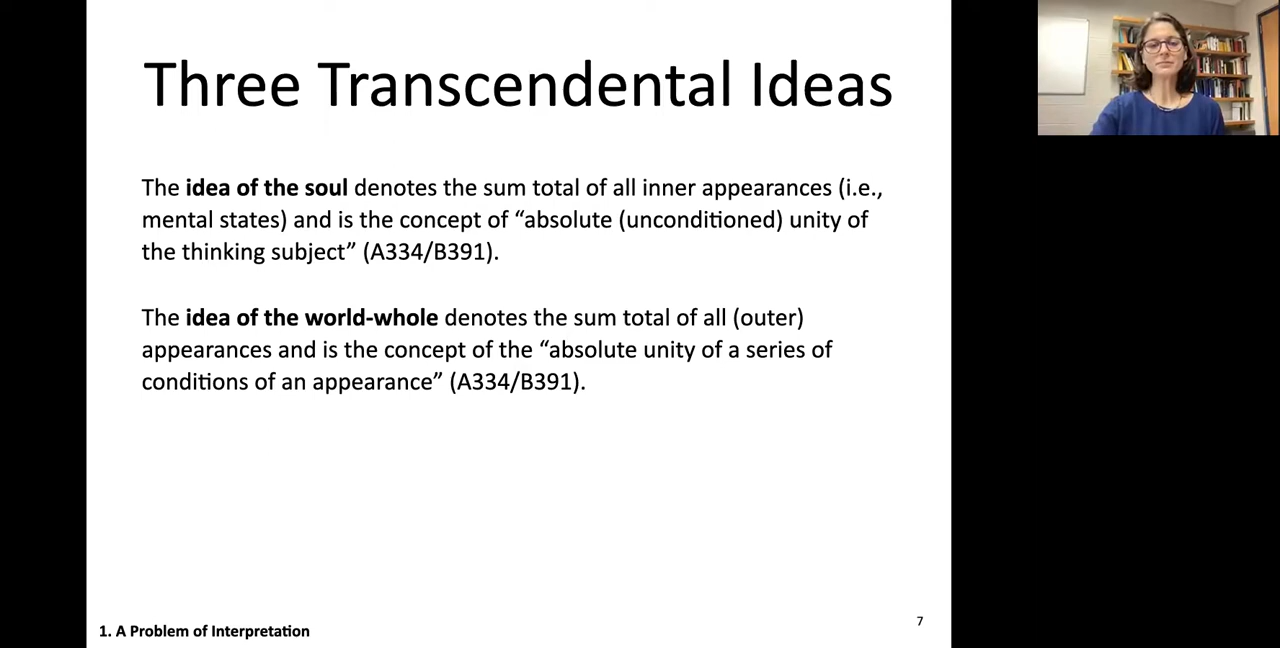 Three Transcendental Ideas
The idea of the soul denotes the sum total of all inner appearances (i.e.,
mental states) and is the concept of “absolute (unconditioned) unity of
the thinking subject” (A334/B391).
The idea of the world-whole denotes the sum total of all (outer)
appearances and is the concept of the “absolute unity of a series of
conditions of an appearance” (A334/B391).
1. A Problem of Interpretation
7